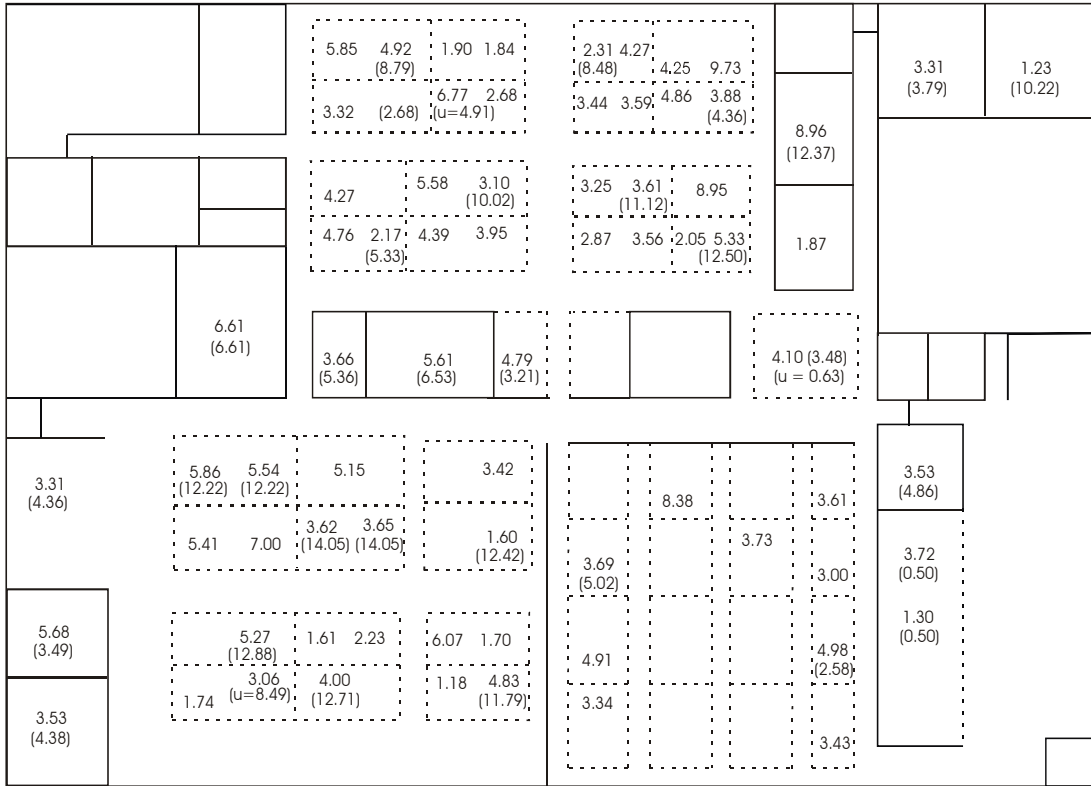 5.85 4.92 1.90 1.84
(8.79)
3.32 (2.68) 6.77 2.68
(u=4.91)
2.31 4.27 4.25 9.73
(8.48)
3.44 3.59 4.86 3.88
(4.36)
3.31 1.23
(3.79) (10.22)
8.96
(12.37)
1.87
4.27 5.58 3.10
(10.02)
4.76 2.17 4.39 3.95
(5.33)
3.25 3.61 8.95
(11.12)
2.87 3.56 2.05 5.33
(12.50)
6.61
(6.61)
3.66 5.61 4.79
(5.36) (6.53) (3.21)
4.10 (3.48)
(u = 0.63)
3.31
(4.36)
5.86 5.54 5.15
(12.22) (12.22)
5.41 7.00 3.62 3.65
(14.05) (14.05)
3.42
1.60
(12.42)
8.38 3.61
3.73
3.69 3.00
(5.02)
4.91 4.98
(2.58)
3.34
3.43
3.53
(4.86)
3.72
(0.50)
1.30
(0.50)
5.68
(3.49)
3.53
(4.38)
5.27 1.61 2.23
(12.88)
1.74 3.06 4.00
(u=8.49) (12.71)
6.07 1.70
1.18 4.83
(11.79)